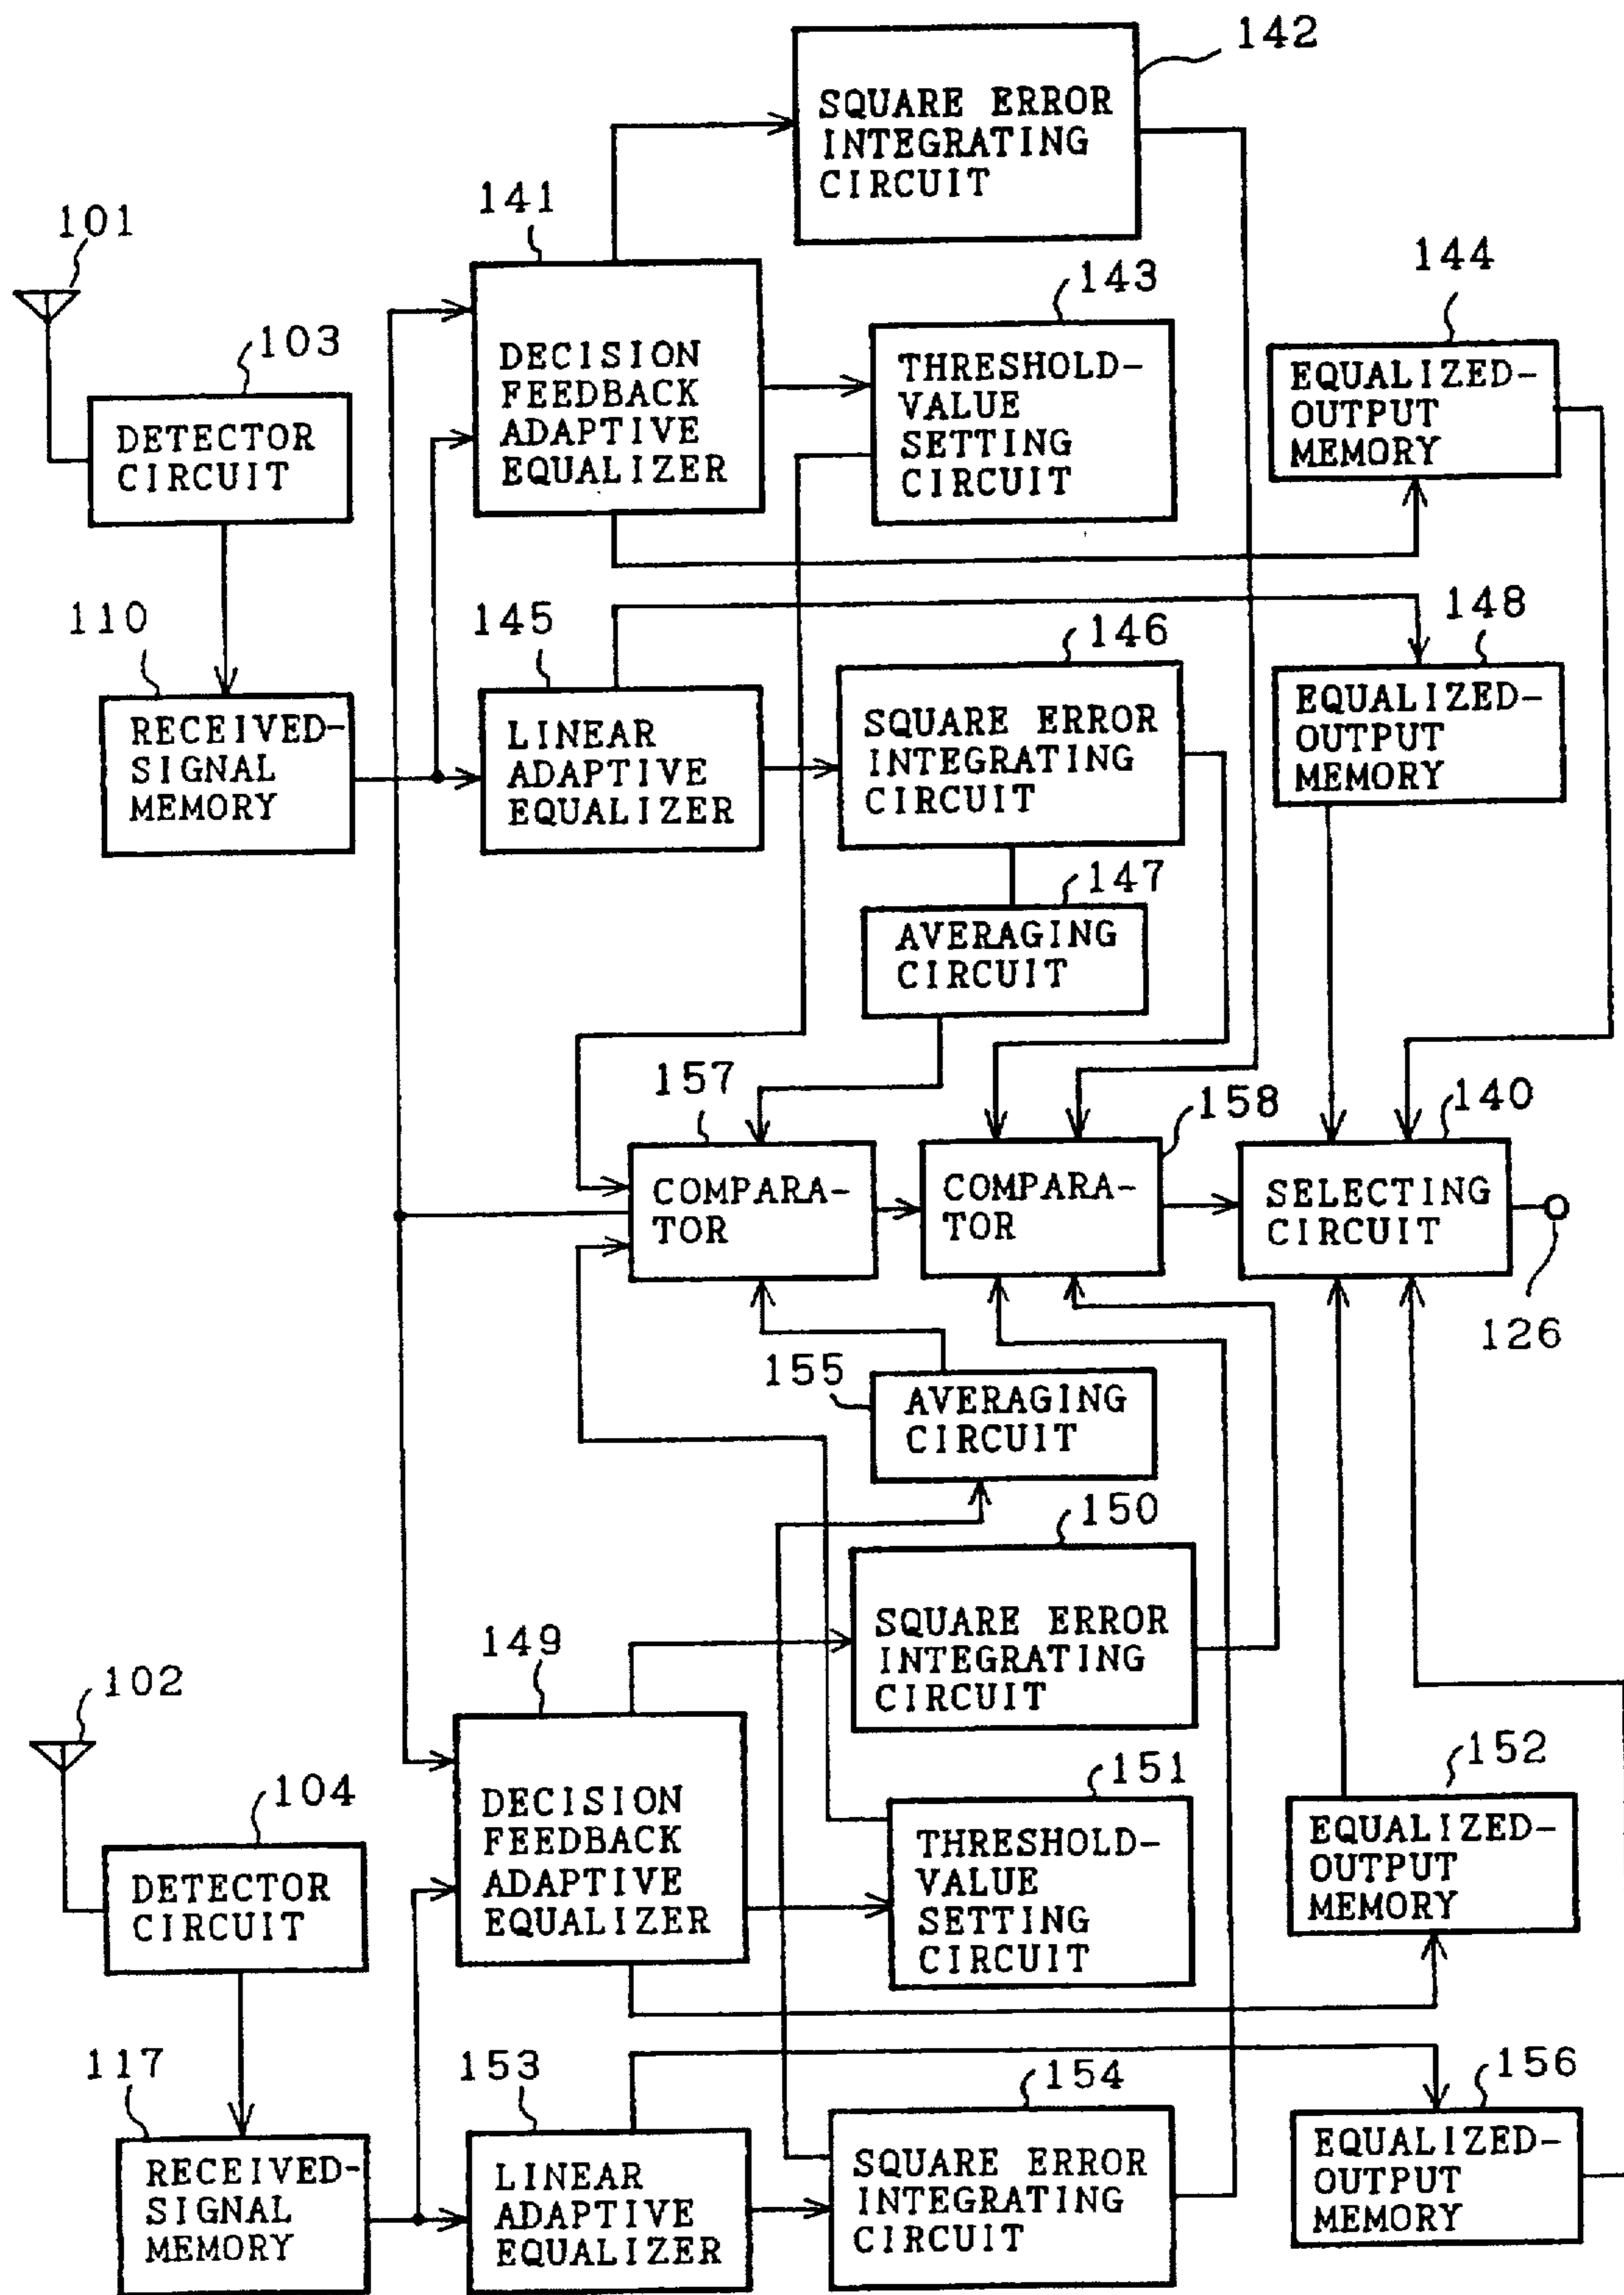 142
SQUARE ERROR
INTEGRATING
CIRCUIT
141
101
144
143
103
DECISION
FEEDBACK
ADAPTIVE
EQUALIZER
THRESHOLD-
VALUE
SETTING
CIRCUIT
EQUALIZED-
OUTPUT
MEMORY
DETECTOR
CIRCUIT
110
145
146
148
RECEIVED-
SIGNAL
MEMORY
LINEAR
ADAPTIVE
EQUALIZER
SQUARE ERROR
INTEGRATING
CIRCUIT
EQUALIZED-
OUTPUT
MEMORY
147
AVERAGING
CIRCUIT
157
158
140
COMPARA-
TOR
COMPARA-
TOR
SELECTING
CIRCUIT
126
155
AVERAGING
CIRCUIT
150
149
SQUARE ERROR
INTEGRATING
CIRCUIT
102
152
151
104
DECISION
FEEDBACK
ADAPTIVE
EQUALIZER
THRESHOLD-
VALUE
SETTING
CIRCUIT
EQUALIZED-
OUTPUT
MEMORY
DETECTOR
CIRCUIT
117
153
154
156
RECEIVED-
SIGNAL
MEMORY
LINEAR
ADAPTIVE
EQUALIZER
SQUARE ERROR
INTEGRATING
CIRCUIT
EQUALIZED-
OUTPUT
MEMORY